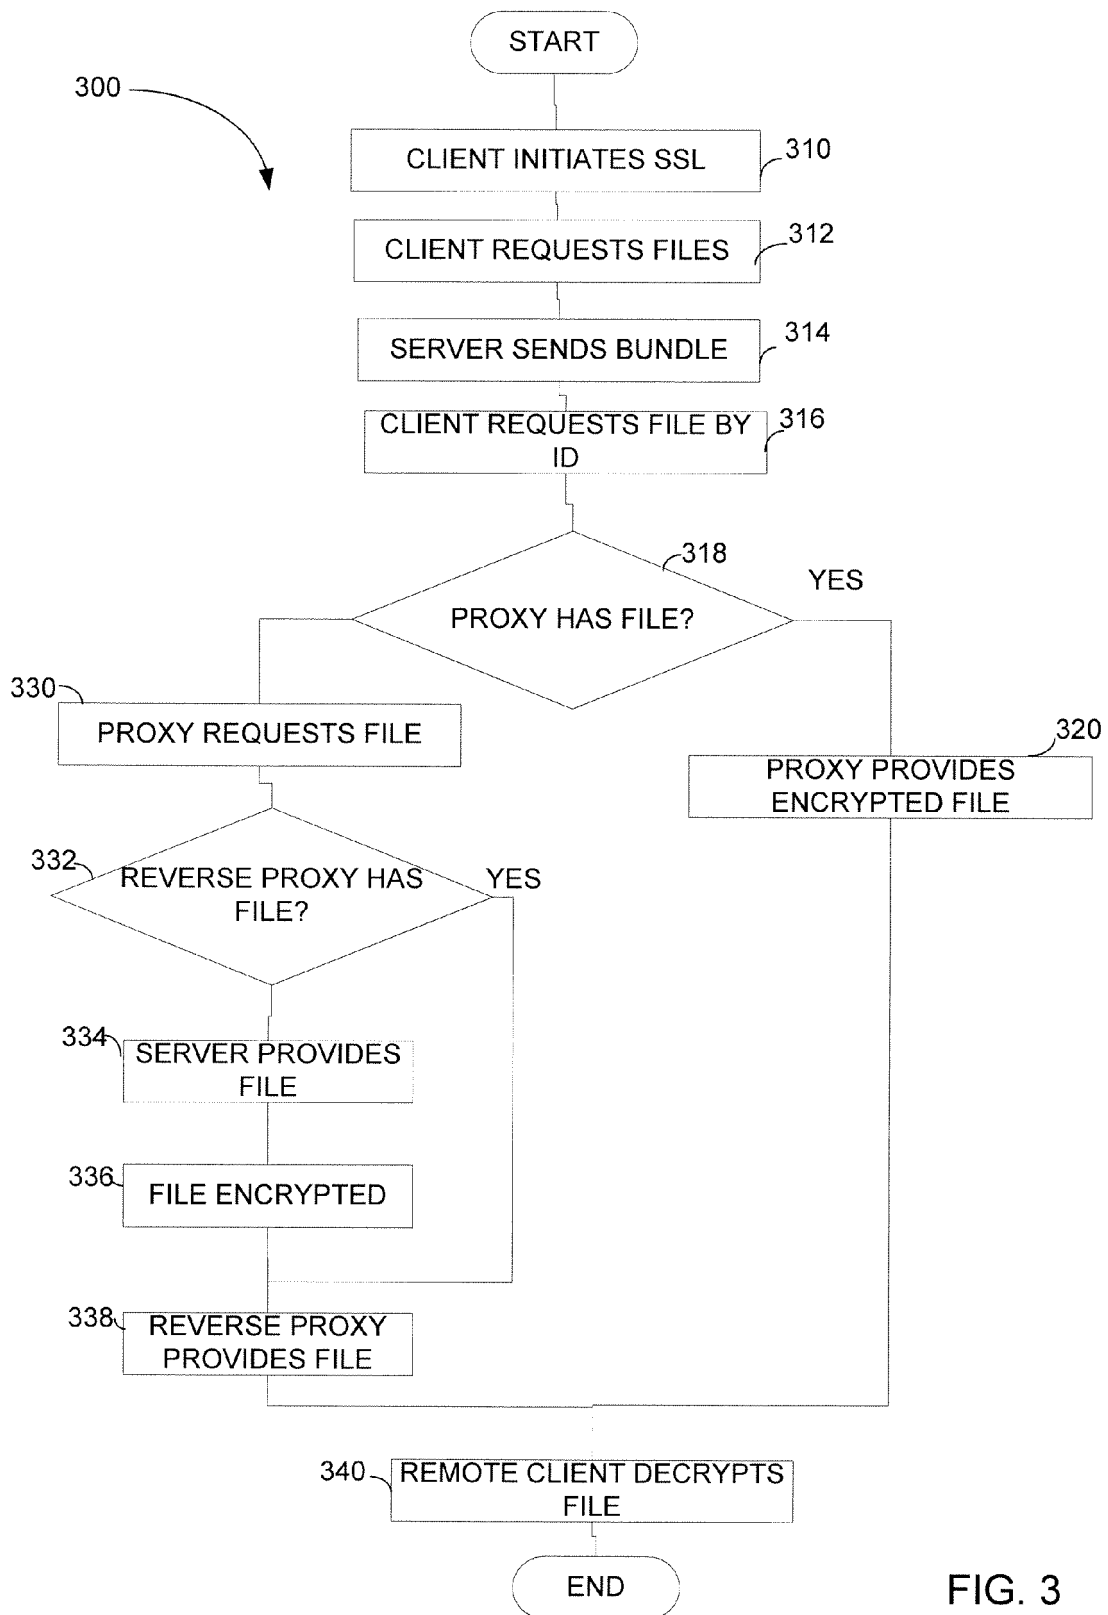 START
300
CLIENT INITIATES SSL
310
CLIENT REQUESTS FILES
312
SERVER SENDS BUNDLE
314
CLIENT REQUESTS FILE BY
ID
316
318
YES
PROXY HAS FILE?
330
PROXY REQUESTS FILE
320
PROXY PROVIDES
ENCRYPTED FILE
332
REVERSE PROXY HAS
FILE?
YES
334
SERVER PROVIDES
FILE
336
FILE ENCRYPTED
338
REVERSE PROXY
PROVIDES FILE
340
REMOTE CLIENT DECRYPTS
FILE
END
FIG. 3